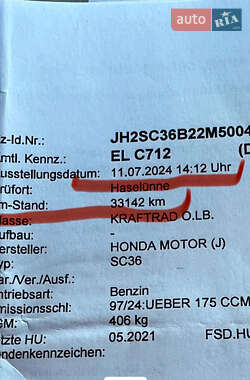 auto RIA
z-Id.Nr.: JH2SC36B22M5004
mtl. Kennz.: EL C712 (D
usstellungsdatum: 11.07.2024 14:12 Uhr
rüfort: Haselünne
m-Stand: 33142 km
lasse: KRAFTRAD O.LB.
ufbau: -
ersteller: HONDA MOTOR (J)
yp: SC36
ar./Ver./Ausf.:
ntriebsart: Benzin
missionsschl: 97/24:UEBER 175 CCM
GM: 406 kg
tzte HU: 05.2021 FSD.HU
ndenkennzeichen: